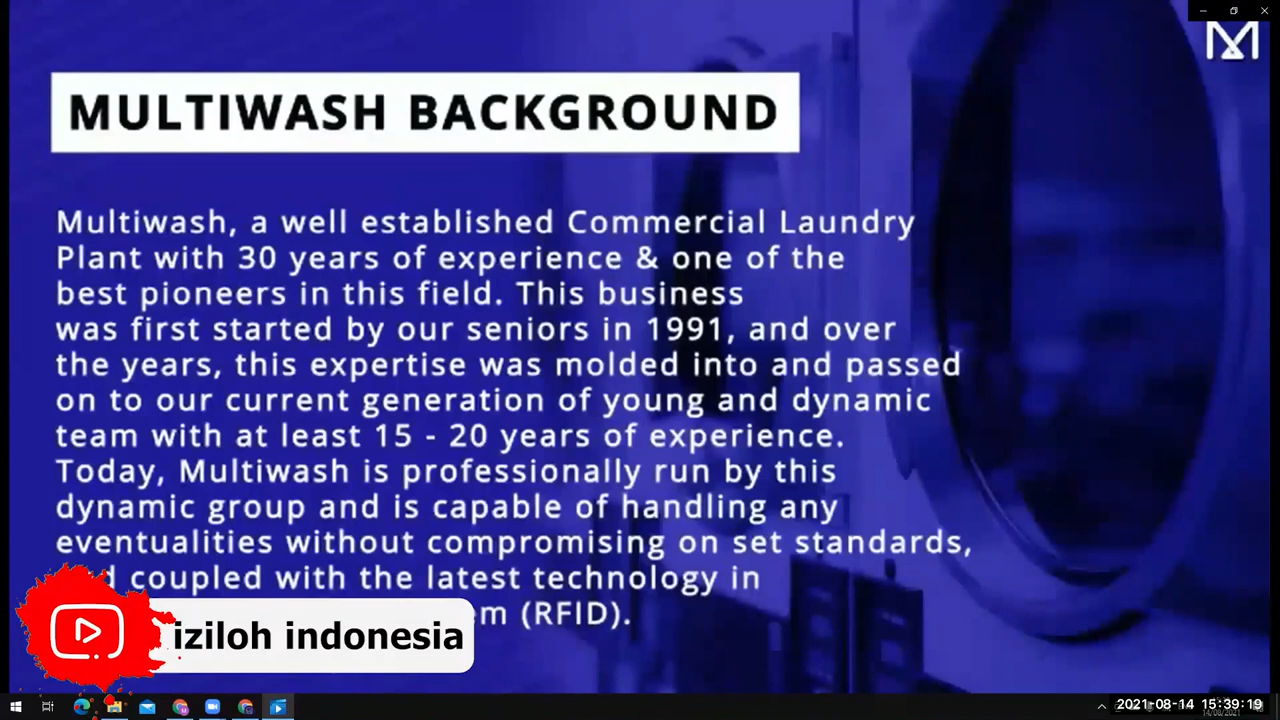 MULTIWASH BACKGROUND
Multiwash, a well established Commercial Laundry
Plant with 30 years of experience & one of the
best pioneers in this field. This business
was first started by our seniors in 1991, and over
the years, this expertise was molded into and passed
on to our current generation of young and dynamic
team with at least 15 - 20 years of experience.
Today, Multiwash is professionally run by this
dynamic group and is capable of handling any
eventualities without compromising on set standards,
coupled with the latest technology in
(RFID).
iziloh indonesia
2021-08-14 15:39:19